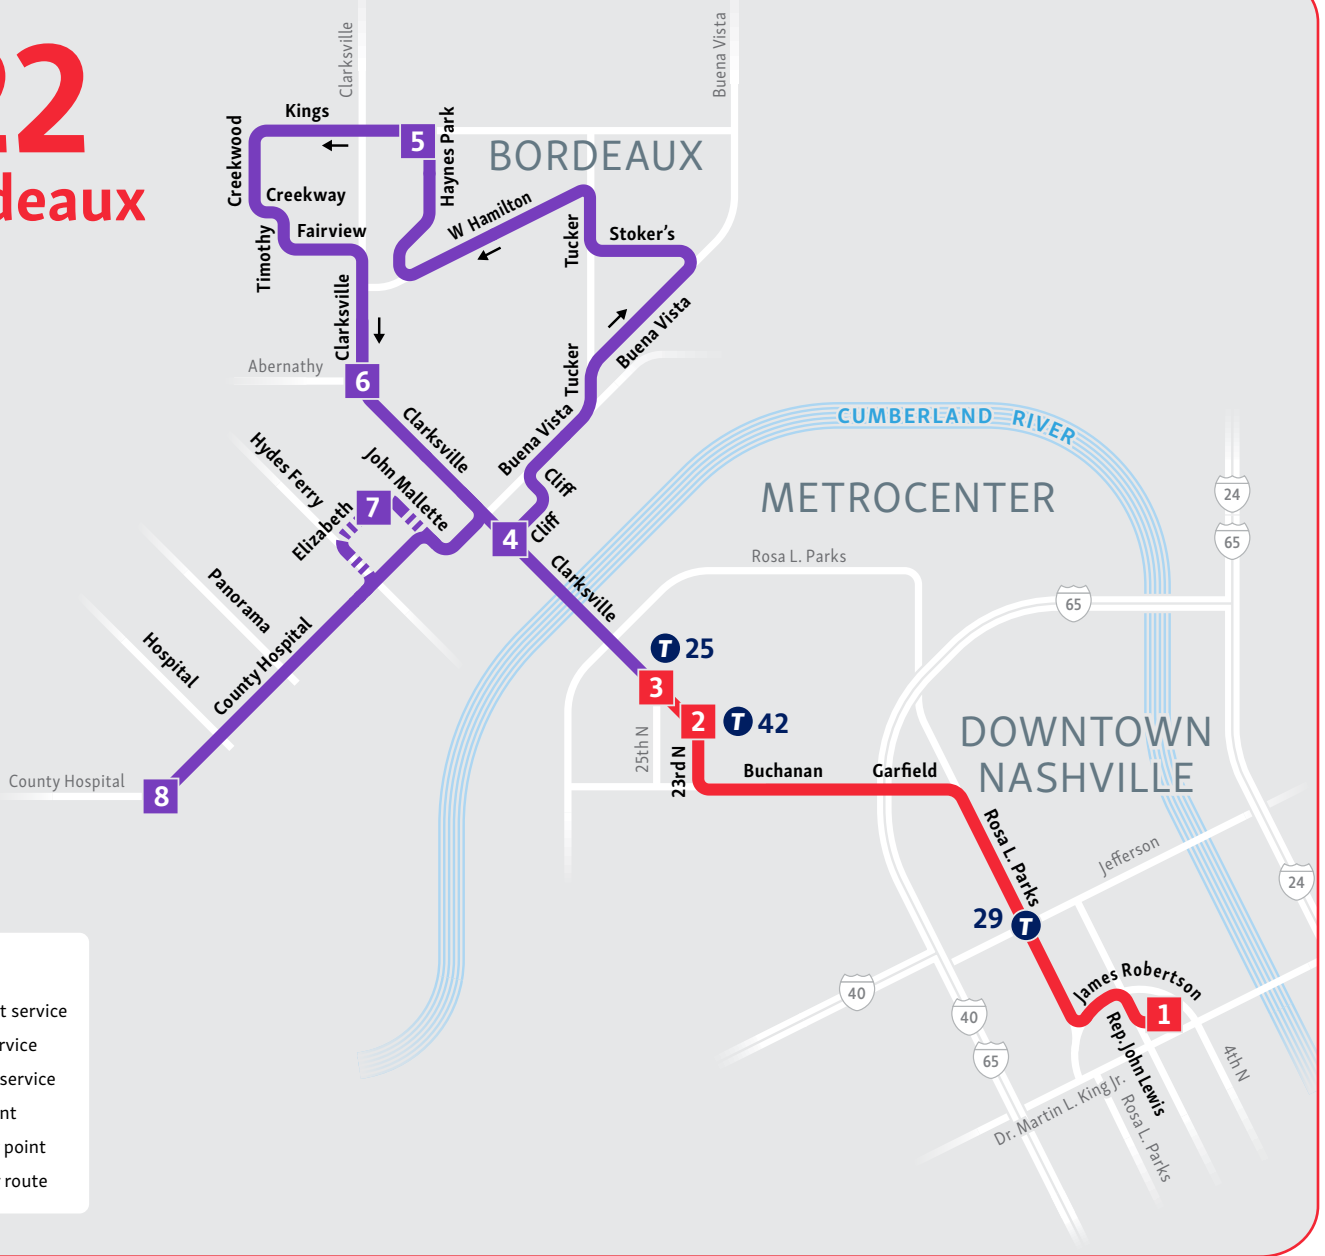 22
deaux
Clarksville
Buena Vista
Kings
5
Haynes Park
BORDEAUX
Creekwood
Creekway
W Hamilton
Timothy
Fairview
Tucker
Stoker's
Clarksville
Buena Vista
Abernathy
6
Tucker
Clarksville
Buena Vista
CUMBERLAND RIVER
Hydes Ferry
John Mallette
Cliff
METROCENTER
24
7
Elizabeth
4
Cliff
65
Rosa L. Parks
Clarksville
Panorama
65
Hospital
County Hospital
T 25
3
2
T 42
DOWNTOWN
NASHVILLE
25th N
23rd N
Buchanan
Garfield
County Hospital
8
Rosa L. Parks
Jefferson
24
29 T
James Robertson
40
40
1
t service
rvice
65
Rep. John Lewis
4th N
service
Dr. Martin L. King Jr.
nt
Rosa L. Parks
point
route